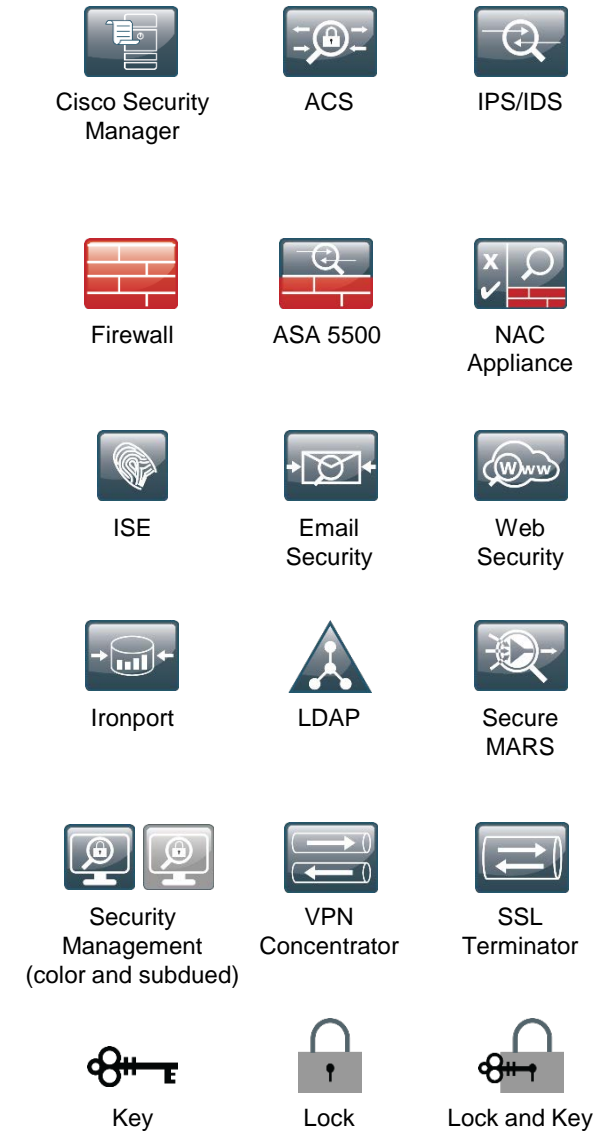 Cisco Security
Manager
ACS
IPS/IDS
Firewall
ASA 5500
X
NAC
Appliance
ISE
Email
Security
Www
Web
Security
Ironport
LDAP
Secure
MARS
Security
Management
(color and subdued)
VPN
Concentrator
SSL
Terminator
Key
Lock
Lock and Key